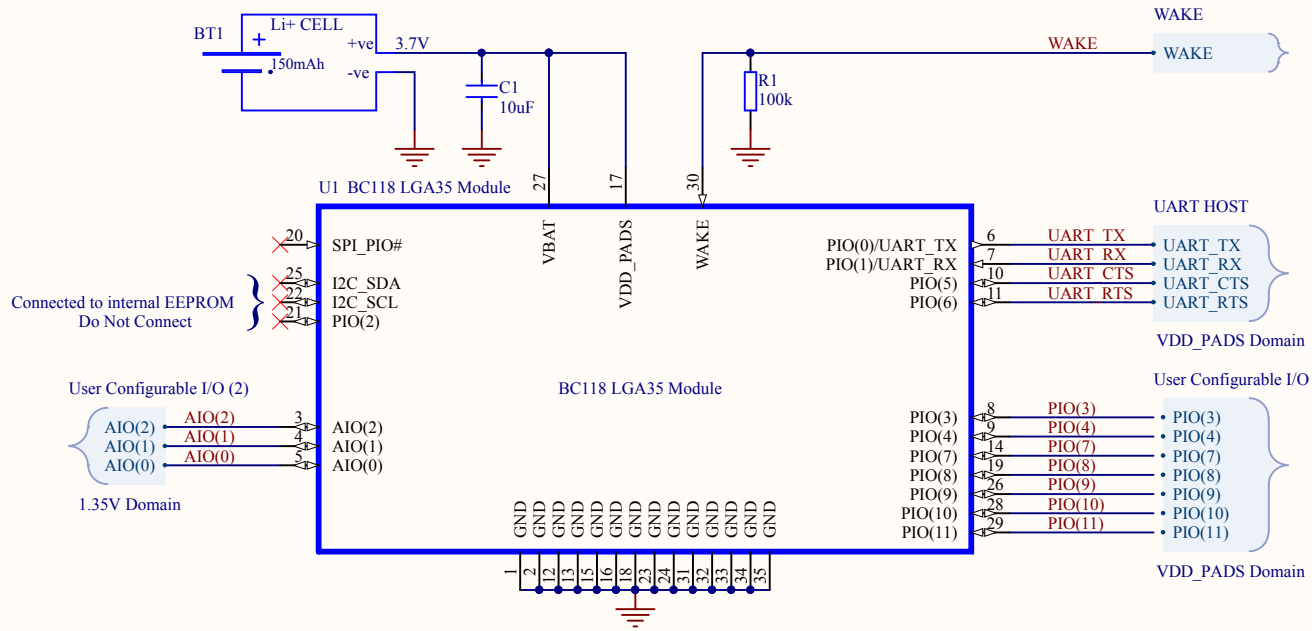 WAKE
Li+ CELL
BT1
+
+ve
3.7V
WAKE
WAKE
150mAh
-ve
C1
10uF
R1
100k
27
17
30
U1 BC118 LGA35 Module
UART HOST
VBAT
VDD_PADS
WAKE
20
SPI_PIO#
25
I2C_SDA
22
I2C_SCL
21
PIO(2)
Connected to internal EEPROM
Do Not Connect
PIO(0)/UART_TX
6
UART_TX
UART_TX
PIO(1)/UART_RX
7
UART_RX
UART_RX
PIO(5)
10
UART_CTS
UART_CTS
PIO(6)
11
UART_RTS
UART_RTS
VDD_PADS Domain
User Configurable I/O (2)
BC118 LGA35 Module
User Configurable I/O
AIO(2)
AIO(2)
3
AIO(2)
AIO(1)
AIO(1)
4
AIO(1)
AIO(0)
AIO(0)
5
AIO(0)
1.35V Domain
PIO(3)
8
PIO(3)
PIO(3)
PIO(4)
9
PIO(4)
PIO(4)
PIO(7)
14
PIO(7)
PIO(7)
PIO(8)
19
PIO(8)
PIO(8)
PIO(9)
26
PIO(9)
PIO(9)
PIO(10)
28
PIO(10)
PIO(10)
PIO(11)
29
PIO(11)
PIO(11)
VDD_PADS Domain
GND
GND
GND
GND
GND
GND
GND
GND
GND
GND
GND
GND
GND
GND
1
2
12
13
15
16
18
23
24
31
32
33
34
35